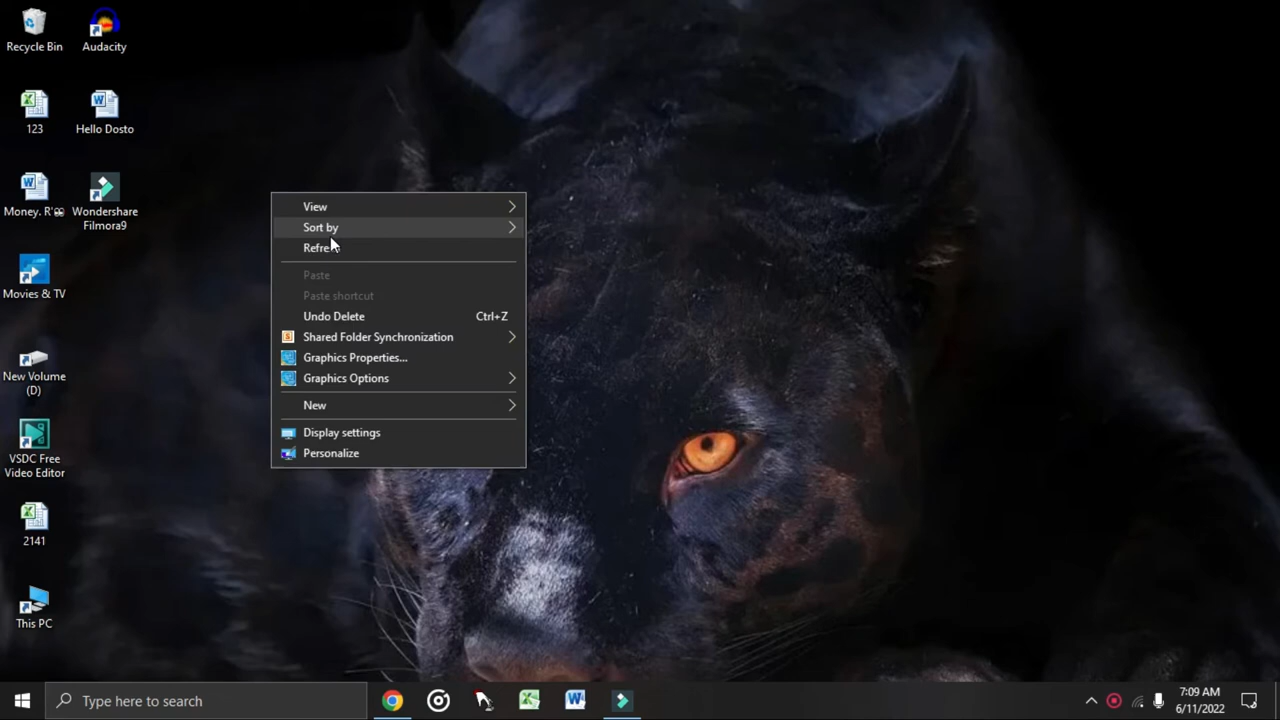 Recycle Bin
Audacity
123
Hello Dosto
Wondershare
Filmora9
Movies & TV
New Volume
(D)
VSDC Free
Video Editor
2141
This PC
View
Sort by
Paste
Paste shortcut
Undo Delete Ctrl+Z
Shared Folder Synchronization
Graphics Properties...
Graphics Options
New
Display settings
Personalize
Type here to search
7:09 AM
6/11/2022